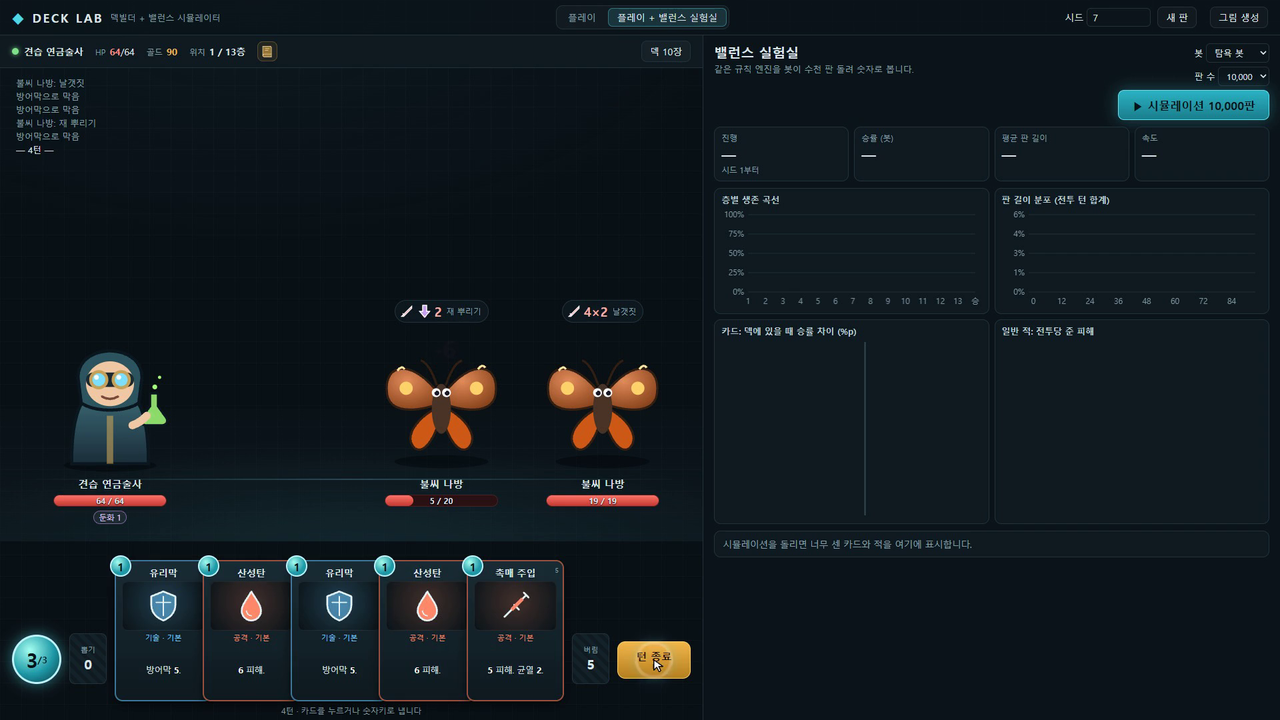 DECK LAB 덱빌더 + 밸런스 시뮬레이터
플레이
플레이 + 밸런스 실험실
시드 7
새 판
그림 생성
견습 연금술사 HP 64/64 골드 90 위치 1 / 13층
덱 10장
불씨 나방: 날갯짓
방어막으로 막음
방어막으로 막음
불씨 나방: 재 뿌리기
방어막으로 막음
— 4턴 —
2 재 뿌리기
4×2 날갯짓
견습 연금술사
64 / 64
둔화 1
불씨 나방
5 / 20
불씨 나방
19 / 19
3/3
뽑기
0
1 유리막
기술 · 기본
방어막 5.
1 산성탄
공격 · 기본
6 피해.
1 유리막
기술 · 기본
방어막 5.
1 산성탄
공격 · 기본
6 피해.
1 촉매 주입 5
공격 · 기본
5 피해. 균열 2.
버림
5
턴 종료
4턴 · 카드를 누르거나 숫자키로 냅니다
밸런스 실험실
같은 규칙 엔진을 봇이 수천 판 돌려 숫자로 봅니다.
봇 탐욕 봇
판 수 10,000
▶ 시뮬레이션 10,000판
진행
—
시드 1부터
승률 (봇)
—
평균 판 길이
—
속도
—
층별 생존 곡선
100%
75%
50%
25%
0%
1 2 3 4 5 6 7 8 9 10 11 12 13 승
판 길이 분포 (전투 턴 합계)
6%
4%
3%
1%
0%
0 12 24 36 48 60 72 84
카드: 덱에 있을 때 승률 차이 (%p)
일반 적: 전투당 준 피해
시뮬레이션을 돌리면 너무 센 카드와 적을 여기에 표시합니다.